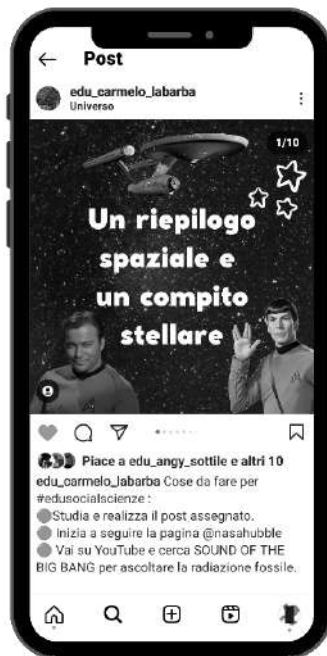 Post
edu_carmelo_labarba
Universo
1/10
Un riepilogo
spaziale e
un compito
stellare
Piace a edu_angy_sottile e altri 10
edu_carmelo_labarba Cose da fare per
#edusocialscienze :
Studia e realizza il post assegnato.
Inizia a seguire la pagina @nasahubble
Vai su YouTube e cerca SOUND OF THE
BIG BANG per ascoltare la radiazione fossile.